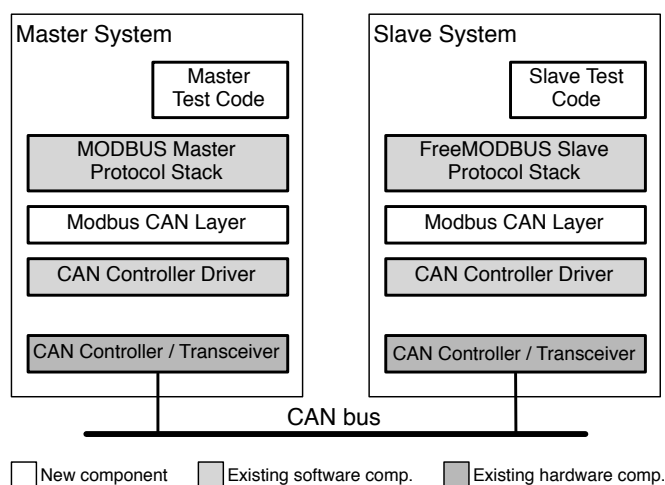 Master System
Master
Test Code
MODBUS Master
Protocol Stack
Modbus CAN Layer
CAN Controller Driver
CAN Controller / Transceiver
Slave System
Slave Test
Code
FreeMODBUS Slave
Protocol Stack
Modbus CAN Layer
CAN Controller Driver
CAN Controller / Transceiver
CAN bus
New component
Existing software comp.
Existing hardware comp.